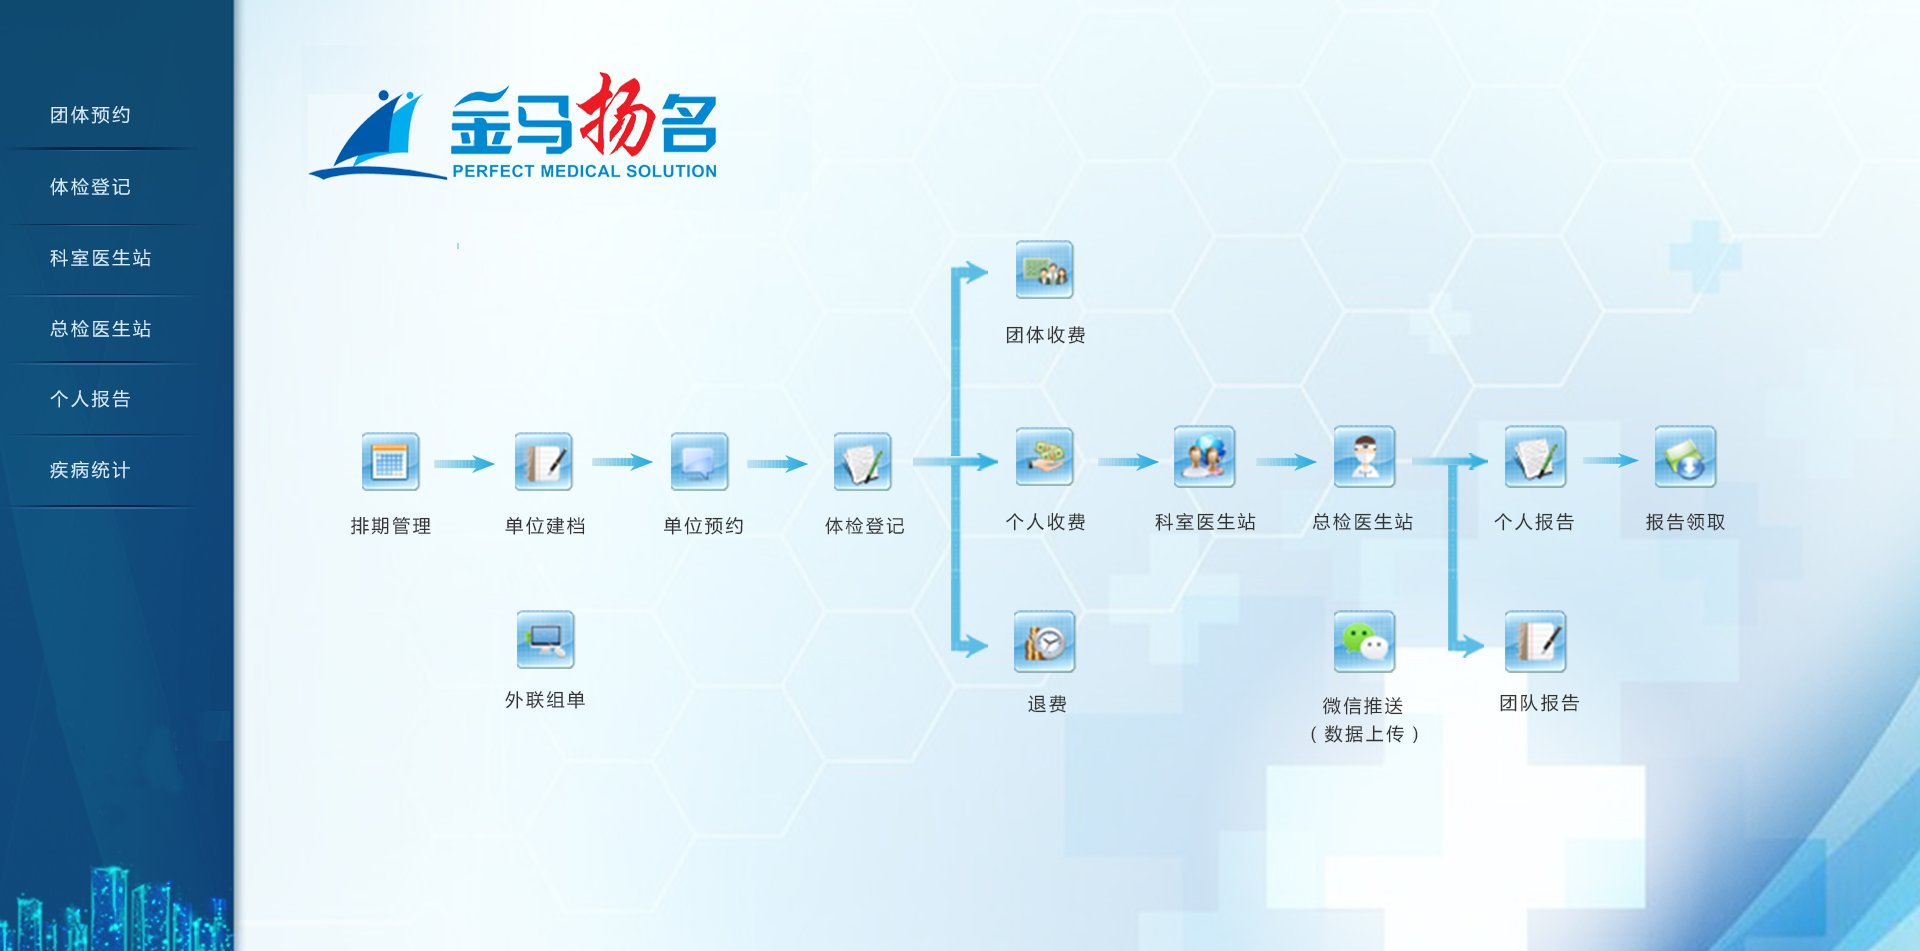 团体预约
体检登记
科室医生站
总检医生站
个人报告
疾病统计
金马扬名
PERFECT MEDICAL SOLUTION
团体收费
排期管理
单位建档
单位预约
体检登记
个人收费
科室医生站
总检医生站
个人报告
报告领取
外联组单
退费
微信推送
（数据上传）
团队报告